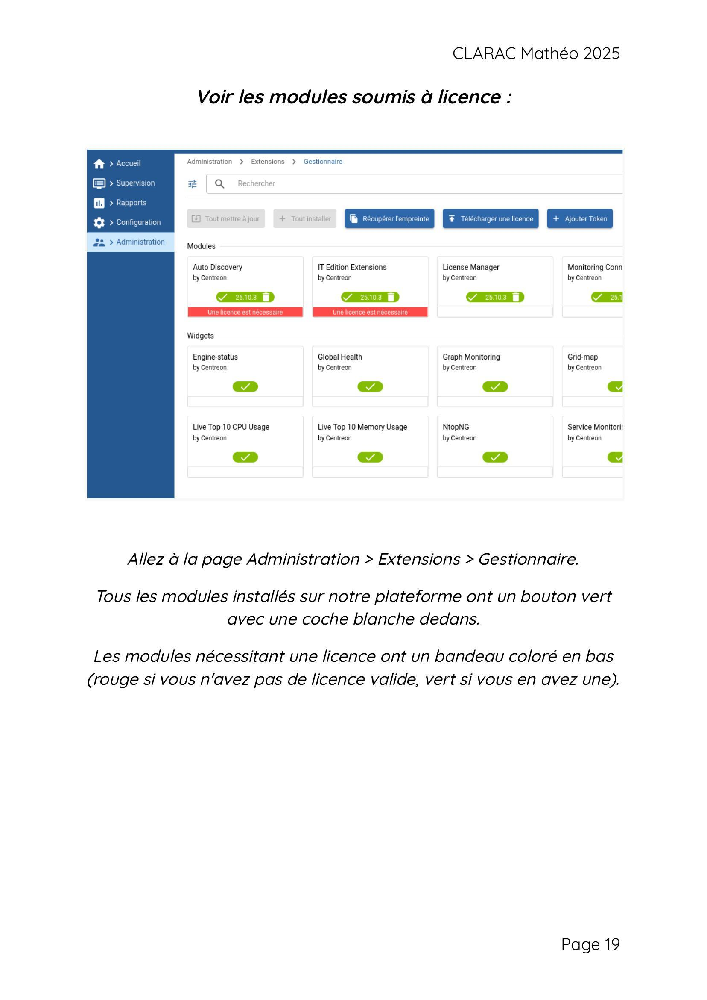 CLARAC Mathéo 2025
Voir les modules soumis à licence :
Accueil
Supervision
Rapports
Configuration
Administration
Administration > Extensions > Gestionnaire
Rechercher
Tout mettre à jour + Tout installer Récupérer l'empreinte Télécharger une licence + Ajouter Token
Modules
Auto Discovery IT Edition Extensions License Manager Monitoring Conn
by Centreon by Centreon by Centreon by Centreon
25.10.3 25.10.3 25.10.3 25.1
Une licence est nécessaire Une licence est nécessaire
Widgets
Engine-status Global Health Graph Monitoring Grid-map
by Centreon by Centreon by Centreon by Centreon
Live Top 10 CPU Usage Live Top 10 Memory Usage NtopNG Service Monitori
by Centreon by Centreon by Centreon by Centreon
Allez à la page Administration > Extensions > Gestionnaire.
Tous les modules installés sur notre plateforme ont un bouton vert
avec une coche blanche dedans.
Les modules nécessitant une licence ont un bandeau coloré en bas
(rouge si vous n'avez pas de licence valide, vert si vous en avez une).
Page 19